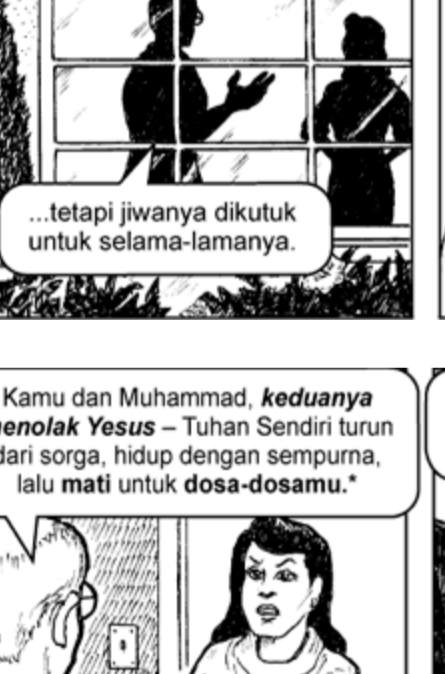 ...tetapi jiwanya dikutuk
untuk selama-lamanya.
Kamu dan Muhammad, keduanya
enolak Yesus – Tuhan Sendiri turun
dari sorga, hidup dengan sempurna,
lalu mati untuk dosa-dosamu.*